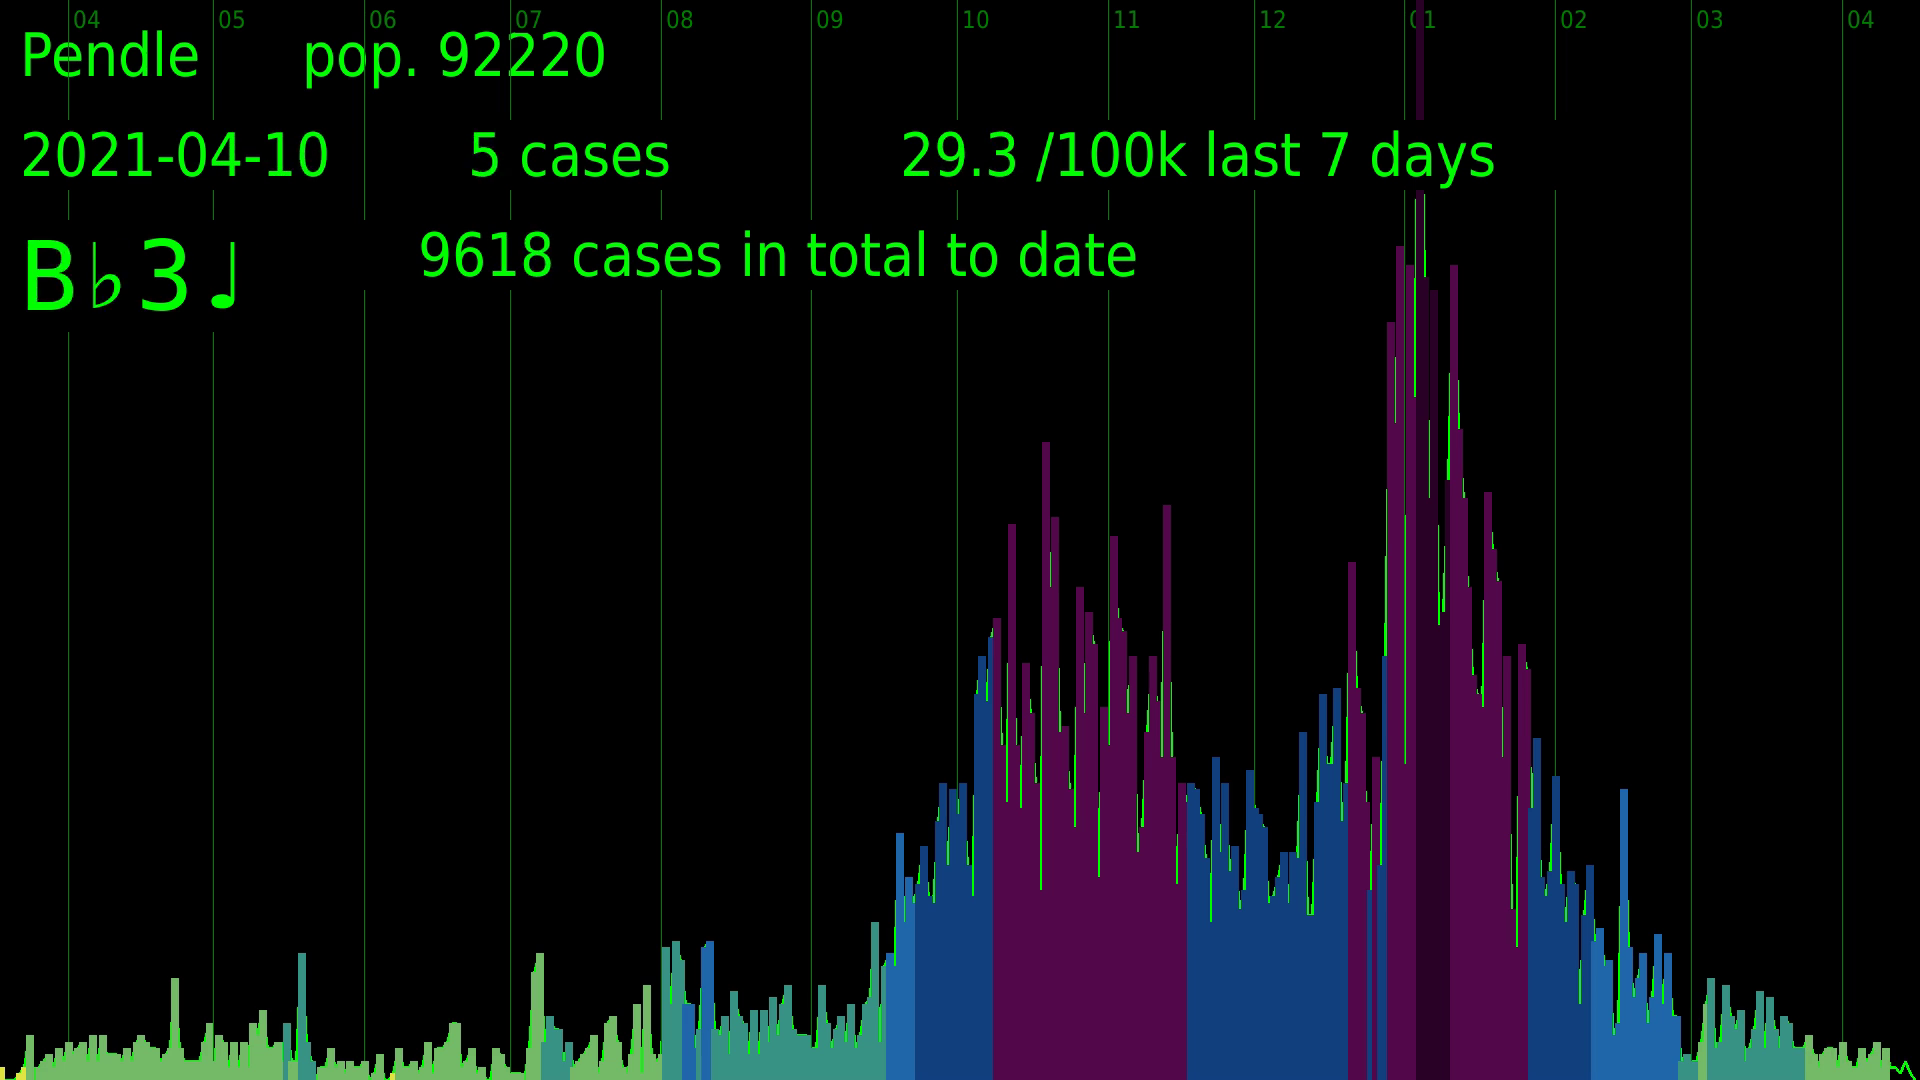 04 05 06 07 08 09 10 11 12 01 02 03 04
Pendle pop. 92220
2021-04-10 5 cases 29.3 /100k last 7 days
B♭3♩ 9618 cases in total to date